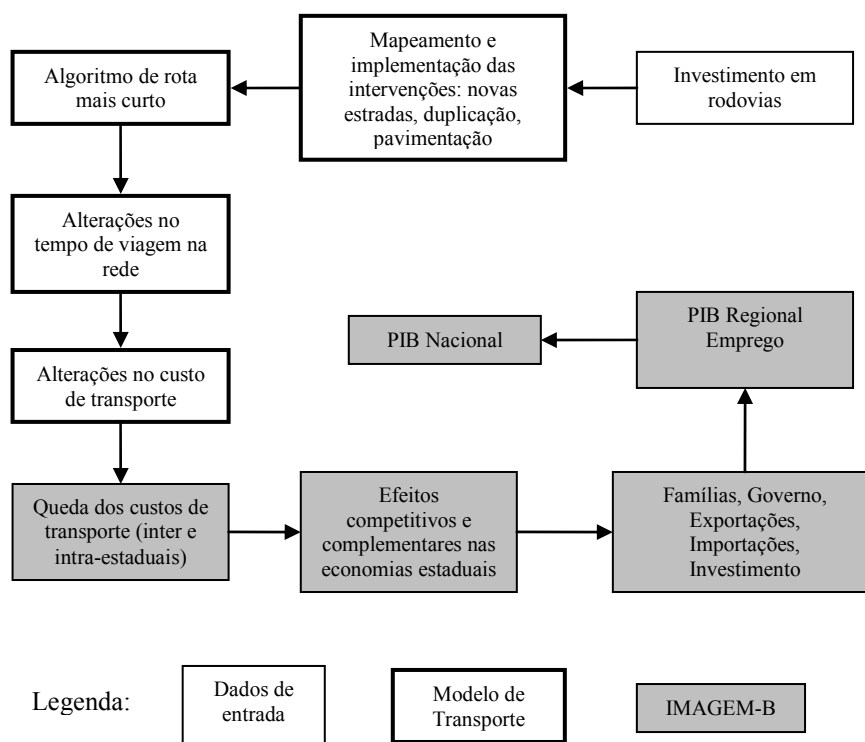 Algoritmo de rota
mais curto
Mapeamento e
implementação das
intervenções: novas
estradas, duplicação,
pavimentação
Investimento em
rodovias
Alterações no
tempo de viagem na
rede
Alterações no custo
de transporte
PIB Nacional
PIB Regional
Emprego
Queda dos custos de
transporte (inter e
intra-estaduais)
Efeitos
competitivos e
complementares nas
economias estaduais
Famílias, Governo,
Exportações,
Importações,
Investimento
Legenda:
Dados de
entrada
Modelo de
Transporte
IMAGEM-B